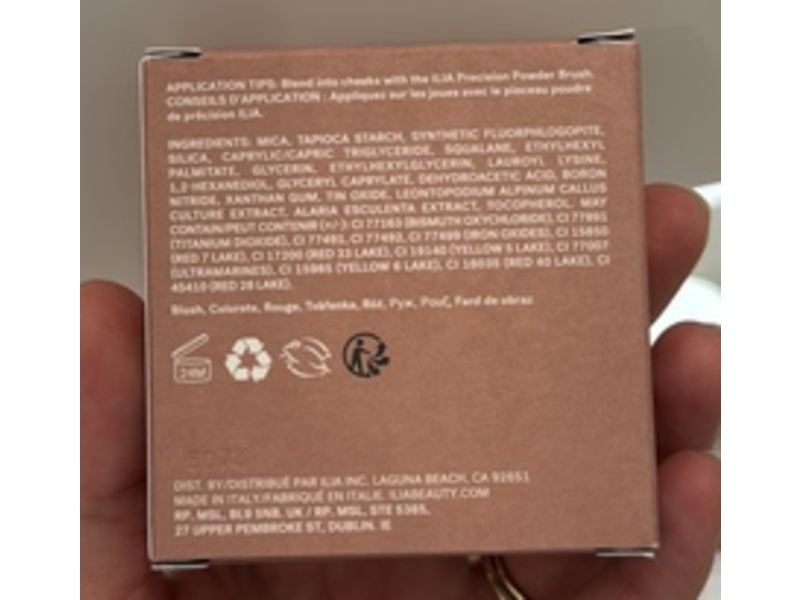 APPLICATION TIPS: Blend into cheeks with the ILIA Precision Powder Brush.
CONSEILS D'APPLICATION : Appliquez sur les joues avec le pinceau poudre
de précision ILIA.
INGREDIENTS: MICA, TAPIOCA STARCH, SYNTHETIC FLUORPHLOGOPITE,
SILICA, CAPRYLIC/CAPRIC TRIGLYCERIDE, SQUALANE, ETHYLHEXYL
PALMITATE, GLYCERIN, ETHYLHEXYLGLYCERIN, LAUROYL LYSINE,
1,2-HEXANEDIOL, GLYCERYL CAPRYLATE, DEHYDROACETIC ACID, BORON
NITRIDE, XANTHAN GUM, TIN OXIDE, LEONTOPODIUM ALPINUM CALLUS
CULTURE EXTRACT, ALARIA ESCULENTA EXTRACT, TOCOPHEROL. MAY
CONTAIN/PEUT CONTENIR (+/-): CI 77163 (BISMUTH OXYCHLORIDE), CI 77891
(TITANIUM DIOXIDE), CI 77491, CI 77492, CI 77499 (IRON OXIDES), CI 15850
(RED 7 LAKE), CI 17200 (RED 33 LAKE), CI 19140 (YELLOW 5 LAKE), CI 77007
(ULTRAMARINES), CI 15985 (YELLOW 6 LAKE), CI 16035 (RED 40 LAKE), CI
45410 (RED 28 LAKE).
Blush, Colorete, Rouge, Tvářenka, Róż, Руж, Ρουζ, Fard de obraz
24M
DIST. BY/DISTRIBUÉ PAR ILIA INC. LAGUNA BEACH, CA 92651
MADE IN ITALY/FABRIQUÉ EN ITALIE. ILIABEAUTY.COM
RP. MSL, BL9 5NB. UK / RP. MSL, STE 5365,
27 UPPER PEMBROKE ST, DUBLIN. IE